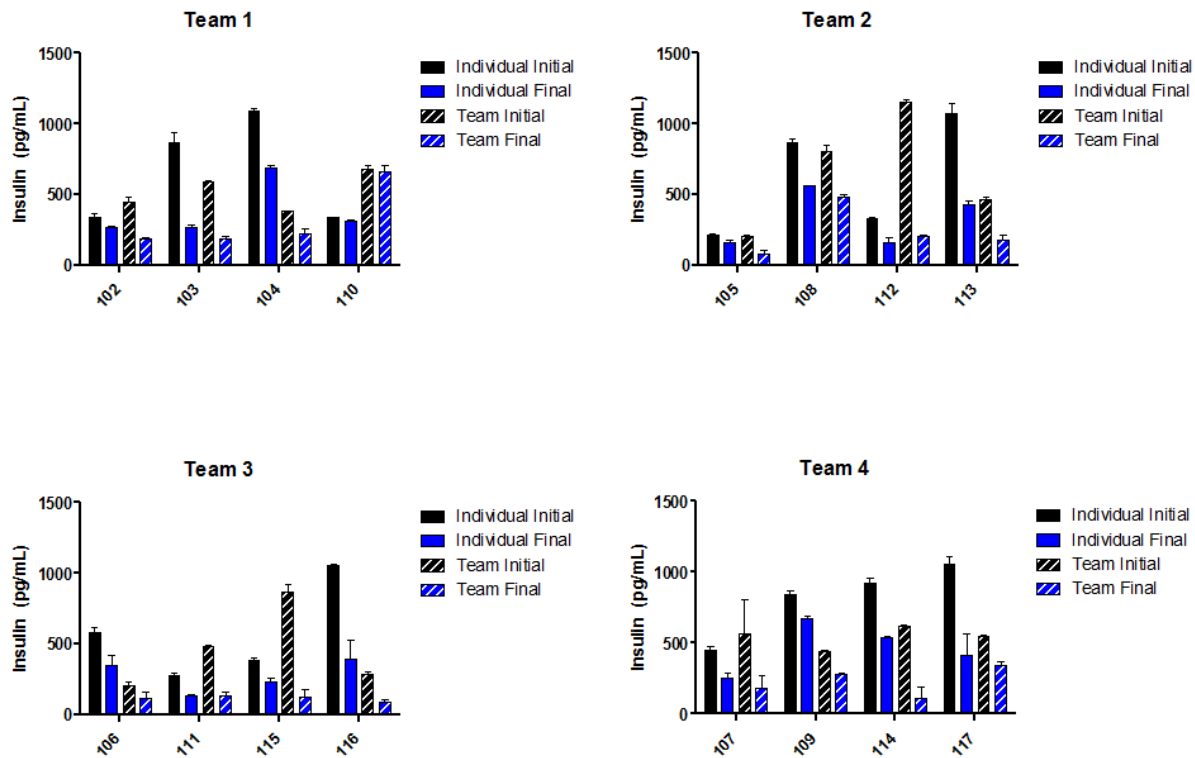 Team 1
1500
1000
500
0
Insulin (pg/mL)
102
103
104
110
Individual Initial
Individual Final
Team Initial
Team Final
Team 2
1500
1000
500
0
Insulin (pg/mL)
105
108
112
113
Individual Initial
Individual Final
Team Initial
Team Final
Team 3
1500
1000
500
0
Insulin (pg/mL)
106
111
115
116
Individual Initial
Individual Final
Team Initial
Team Final
Team 4
1500
1000
500
0
Insulin (pg/mL)
107
109
114
117
Individual Initial
Individual Final
Team Initial
Team Final